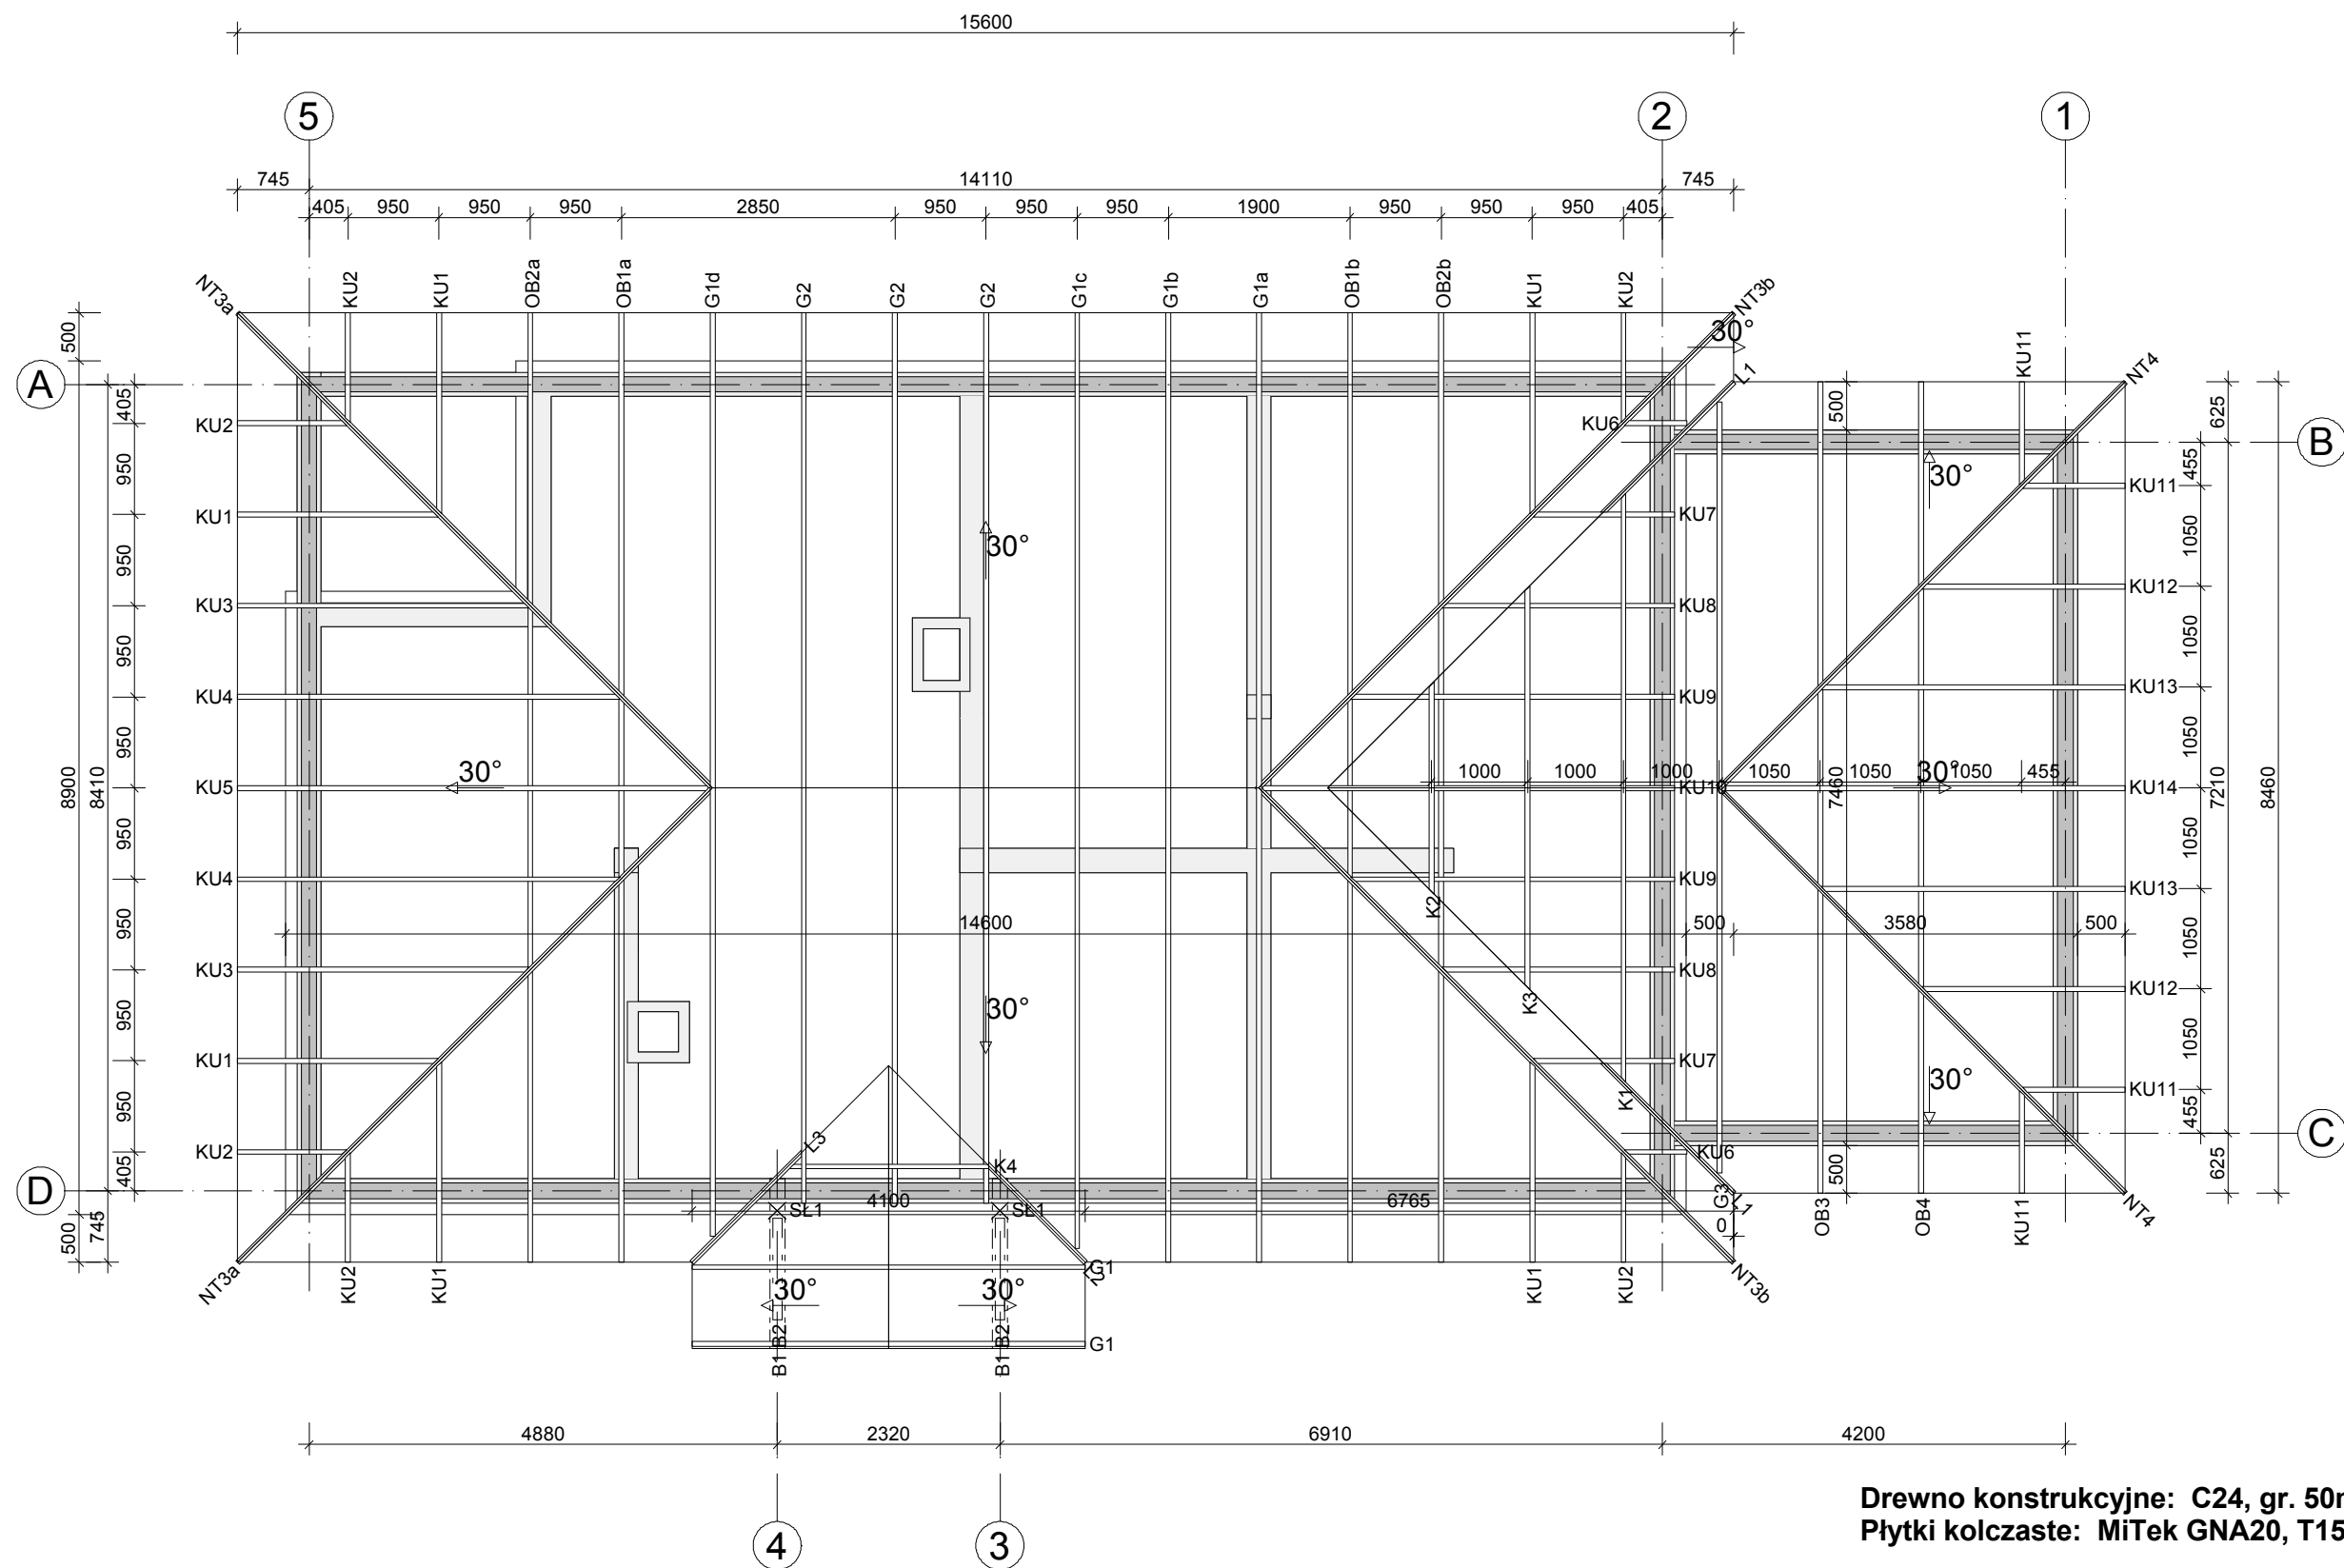 15600
5
2
1
745
14110
745
405
950
950
950
2850
950
950
950
1900
950
950
950
405
NT3a
KU2
KU1
OB2a
OB1a
G1d
G2
G2
G2
G1c
G1b
G1a
OB1b
OB2b
KU1
KU2
NT3b
30°
L1
KU11
NT4
500
A
405
KU2
KU6
500
625
B
30°
455
KU11
950
KU1
30°
KU7
1050
KU12
950
KU3
KU8
1050
950
KU4
KU9
KU13
1050
8900
8410
950
KU5
30°
1000
1000
1000
KU10
1050
1050
30°
1050
455
7460
KU14
7210
8460
950
KU4
KU9
KU13
1050
K2
14600
500
3580
500
950
KU3
KU8
1050
K3
30°
KU12
950
KU1
KU7
1050
K1
30°
KU11
950
KU2
L3
K4
KU6
455
C
D
405
4100
6765
SŁ1
SŁ1
G3
L1
0
500
625
500
745
NT3a
KU2
KU1
G1
L3
KU1
KU2
NT3b
OB3
OB4
KU11
NT4
30°
30°
B1 B2
B1 B2
G1
4880
2320
6910
4200
4
3
Drewno konstrukcyjne: C24, gr. 50
Płytki kolczaste: MiTek GNA20, T15